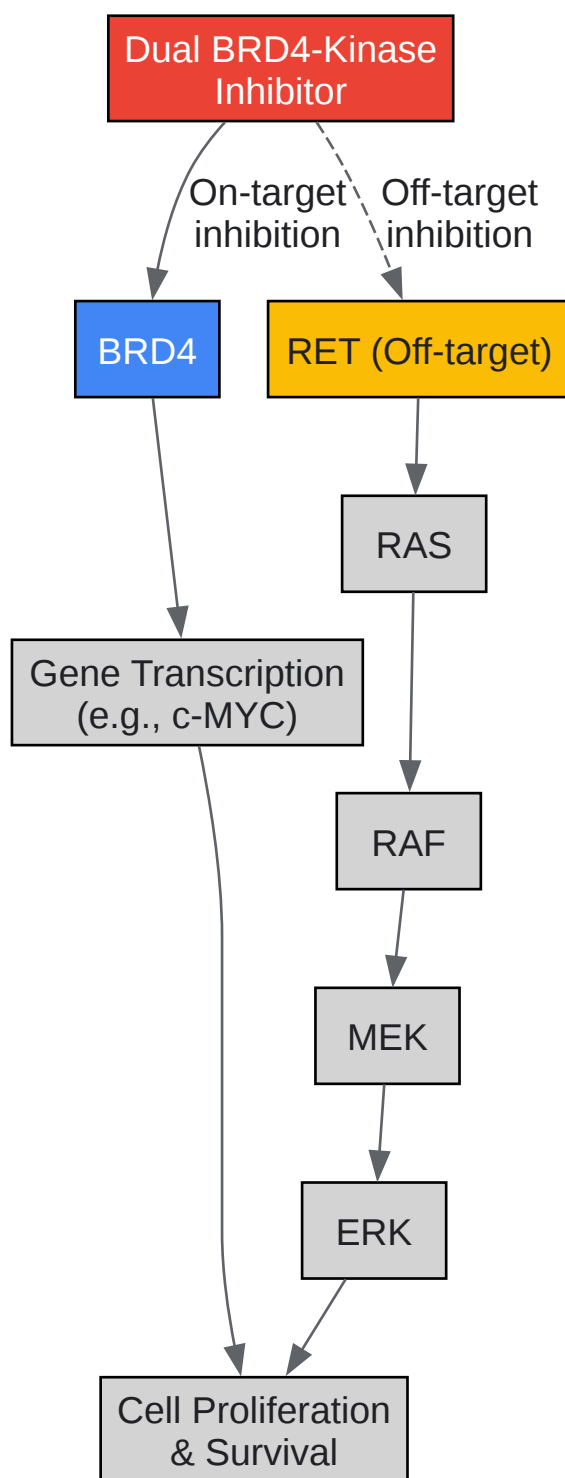 Dual BRD4-Kinase
Inhibitor
On-target
inhibition
Off-target
inhibition
BRD4
RET (Off-target)
RAS
Gene Transcription
(e.g., c-MYC)
RAF
MEK
ERK
Cell Proliferation
& Survival